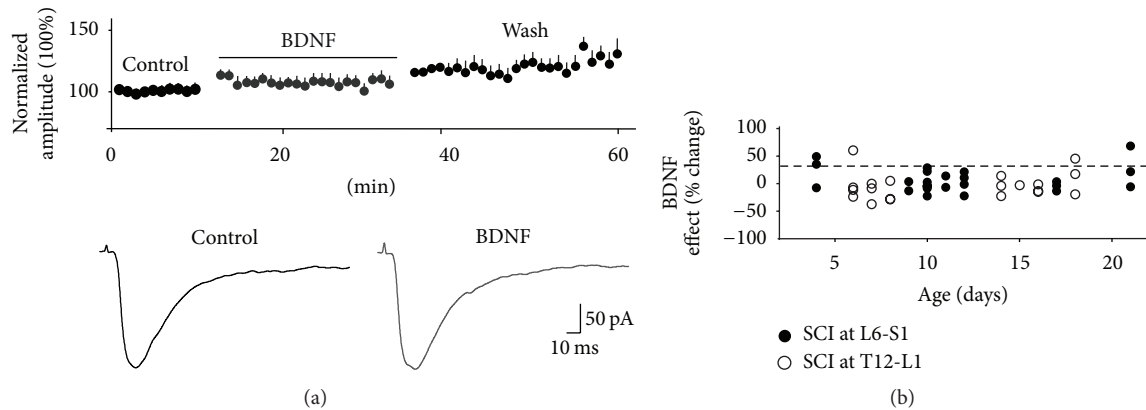 Normalized
amplitude (100%)
150
100
Control
BDNF
Wash
0
20
40
60
(min)
Control
BDNF
50 pA
10 ms
(a)
BDNF
effect (% change)
100
50
0
−50
−100
5
10
15
20
Age (days)
SCI at L6-S1
SCI at T12-L1
(b)